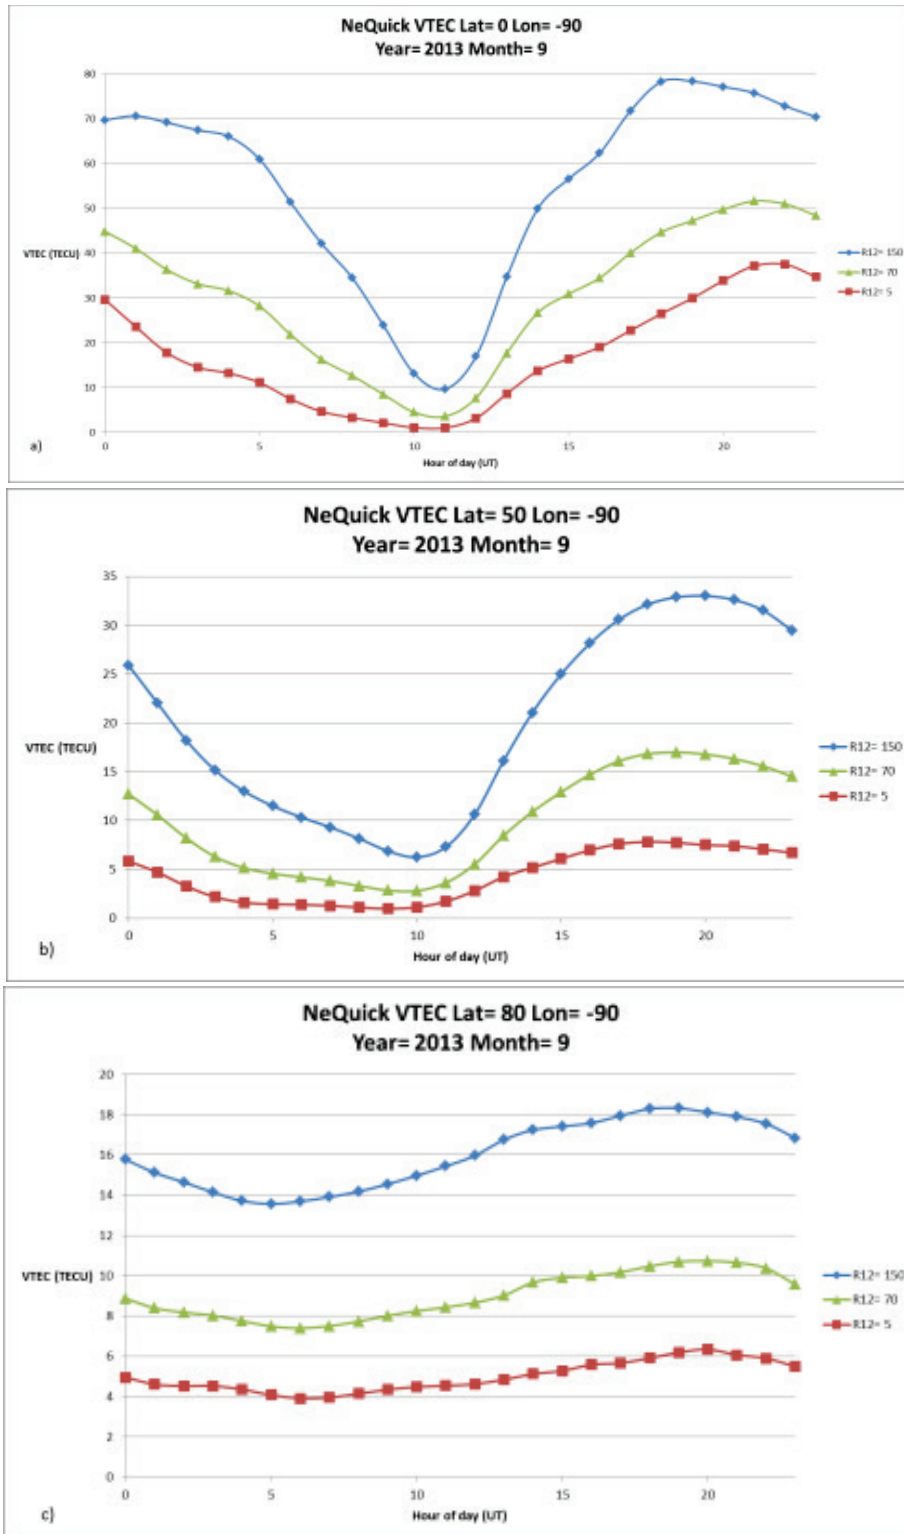 NeQuick VTEC Lat= 0 Lon= -90
Year= 2013 Month= 9
80
70
60
50
VTEC (TECU)
40
30
20
10
0
0
5
10
15
20
Hour of day (UT)
R12= 150
R12= 70
R12= 5
a)
NeQuick VTEC Lat= 50 Lon= -90
Year= 2013 Month= 9
35
30
25
20
VTEC (TECU)
15
10
5
0
0
5
10
15
20
Hour of day (UT)
R12= 150
R12= 70
R12= 5
b)
NeQuick VTEC Lat= 80 Lon= -90
Year= 2013 Month= 9
20
18
16
14
12
VTEC (TECU)
10
8
6
4
2
0
0
5
10
15
20
Hour of day (UT)
R12= 150
R12= 70
R12= 5
c)